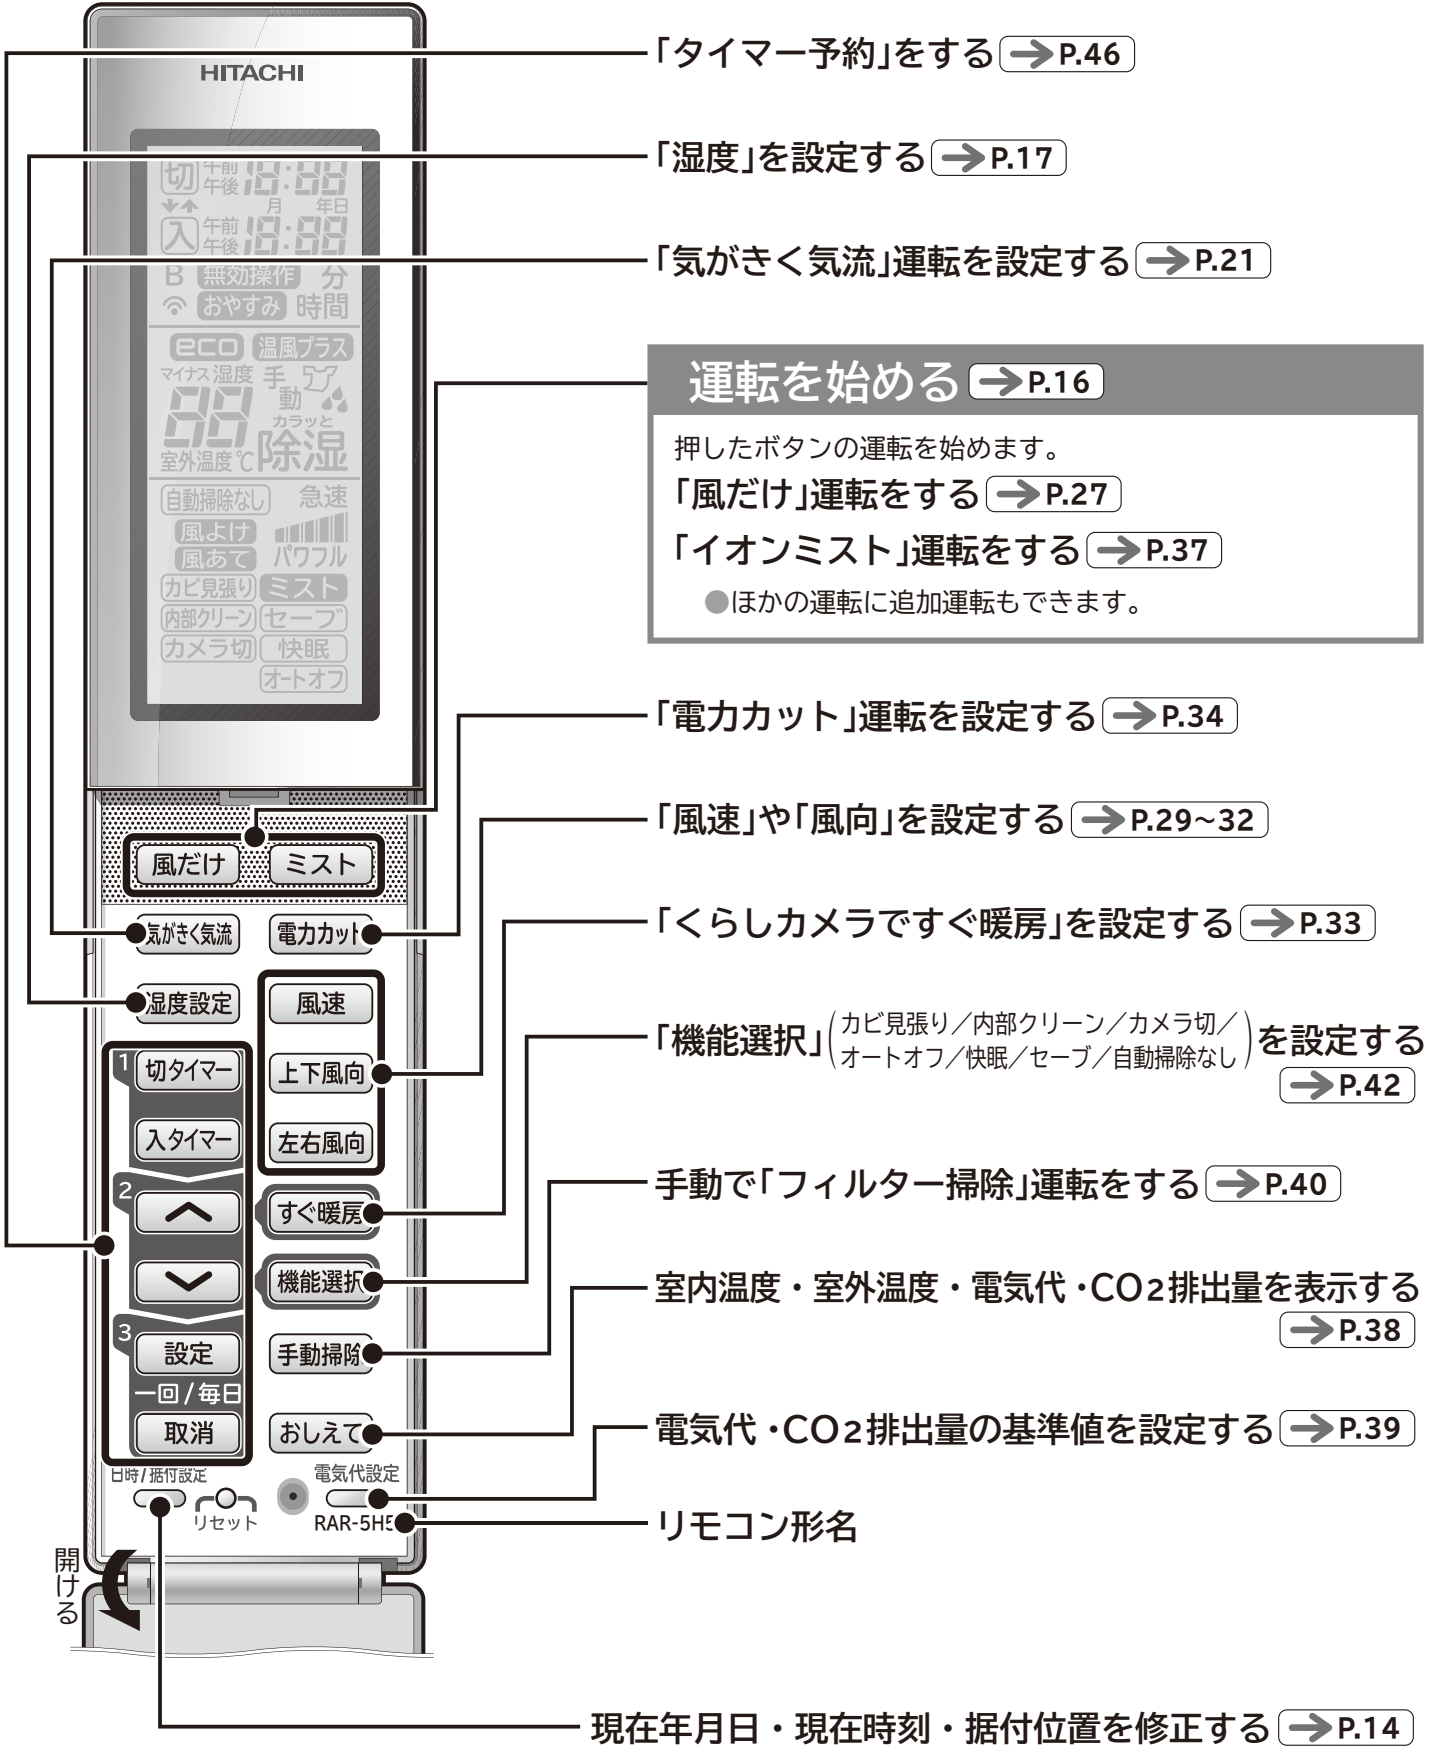 HITACHI
切 午前 午後 18:88
月 年日
入 午前 午後 18:88
B 無効操作 分
おやすみ 時間
eco 温風プラス
マイナス 湿度 手動
88
カラッと
室外温度 ℃ 除湿
自動掃除なし 急速
風よけ
風あて パワフル
カビ見張り ミスト
内部クリーン セーブ
カメラ切 快眠
オートオフ
風だけ ミスト
気がきく気流 電力カット
湿度設定 風速
1 切タイマー 上下風向
入タイマー 左右風向
2 すぐ暖房
機能選択
3 設定 手動掃除
一回/毎日
取消 おしえて
日時/据付設定 電気代設定
リセット RAR-5H5
開ける
「タイマー予約」をする ➔P.46
「湿度」を設定する ➔P.17
「気がきく気流」運転を設定する ➔P.21
運転を始める ➔P.16
押したボタンの運転を始めます。
「風だけ」運転をする ➔P.27
「イオンミスト」運転をする ➔P.37
●ほかの運転に追加運転もできます。
「電力カット」運転を設定する ➔P.34
「風速」や「風向」を設定する ➔P.29~32
「くらしカメラですぐ暖房」を設定する ➔P.33
「機能選択」(カビ見張り／内部クリーン／カメラ切／
オートオフ／快眠／セーブ／自動掃除なし)を設定する
➔P.42
手動で「フィルター掃除」運転をする ➔P.40
室内温度・室外温度・電気代・CO2排出量を表示する
➔P.38
電気代・CO2排出量の基準値を設定する ➔P.39
リモコン形名
現在年月日・現在時刻・据付位置を修正する ➔P.14